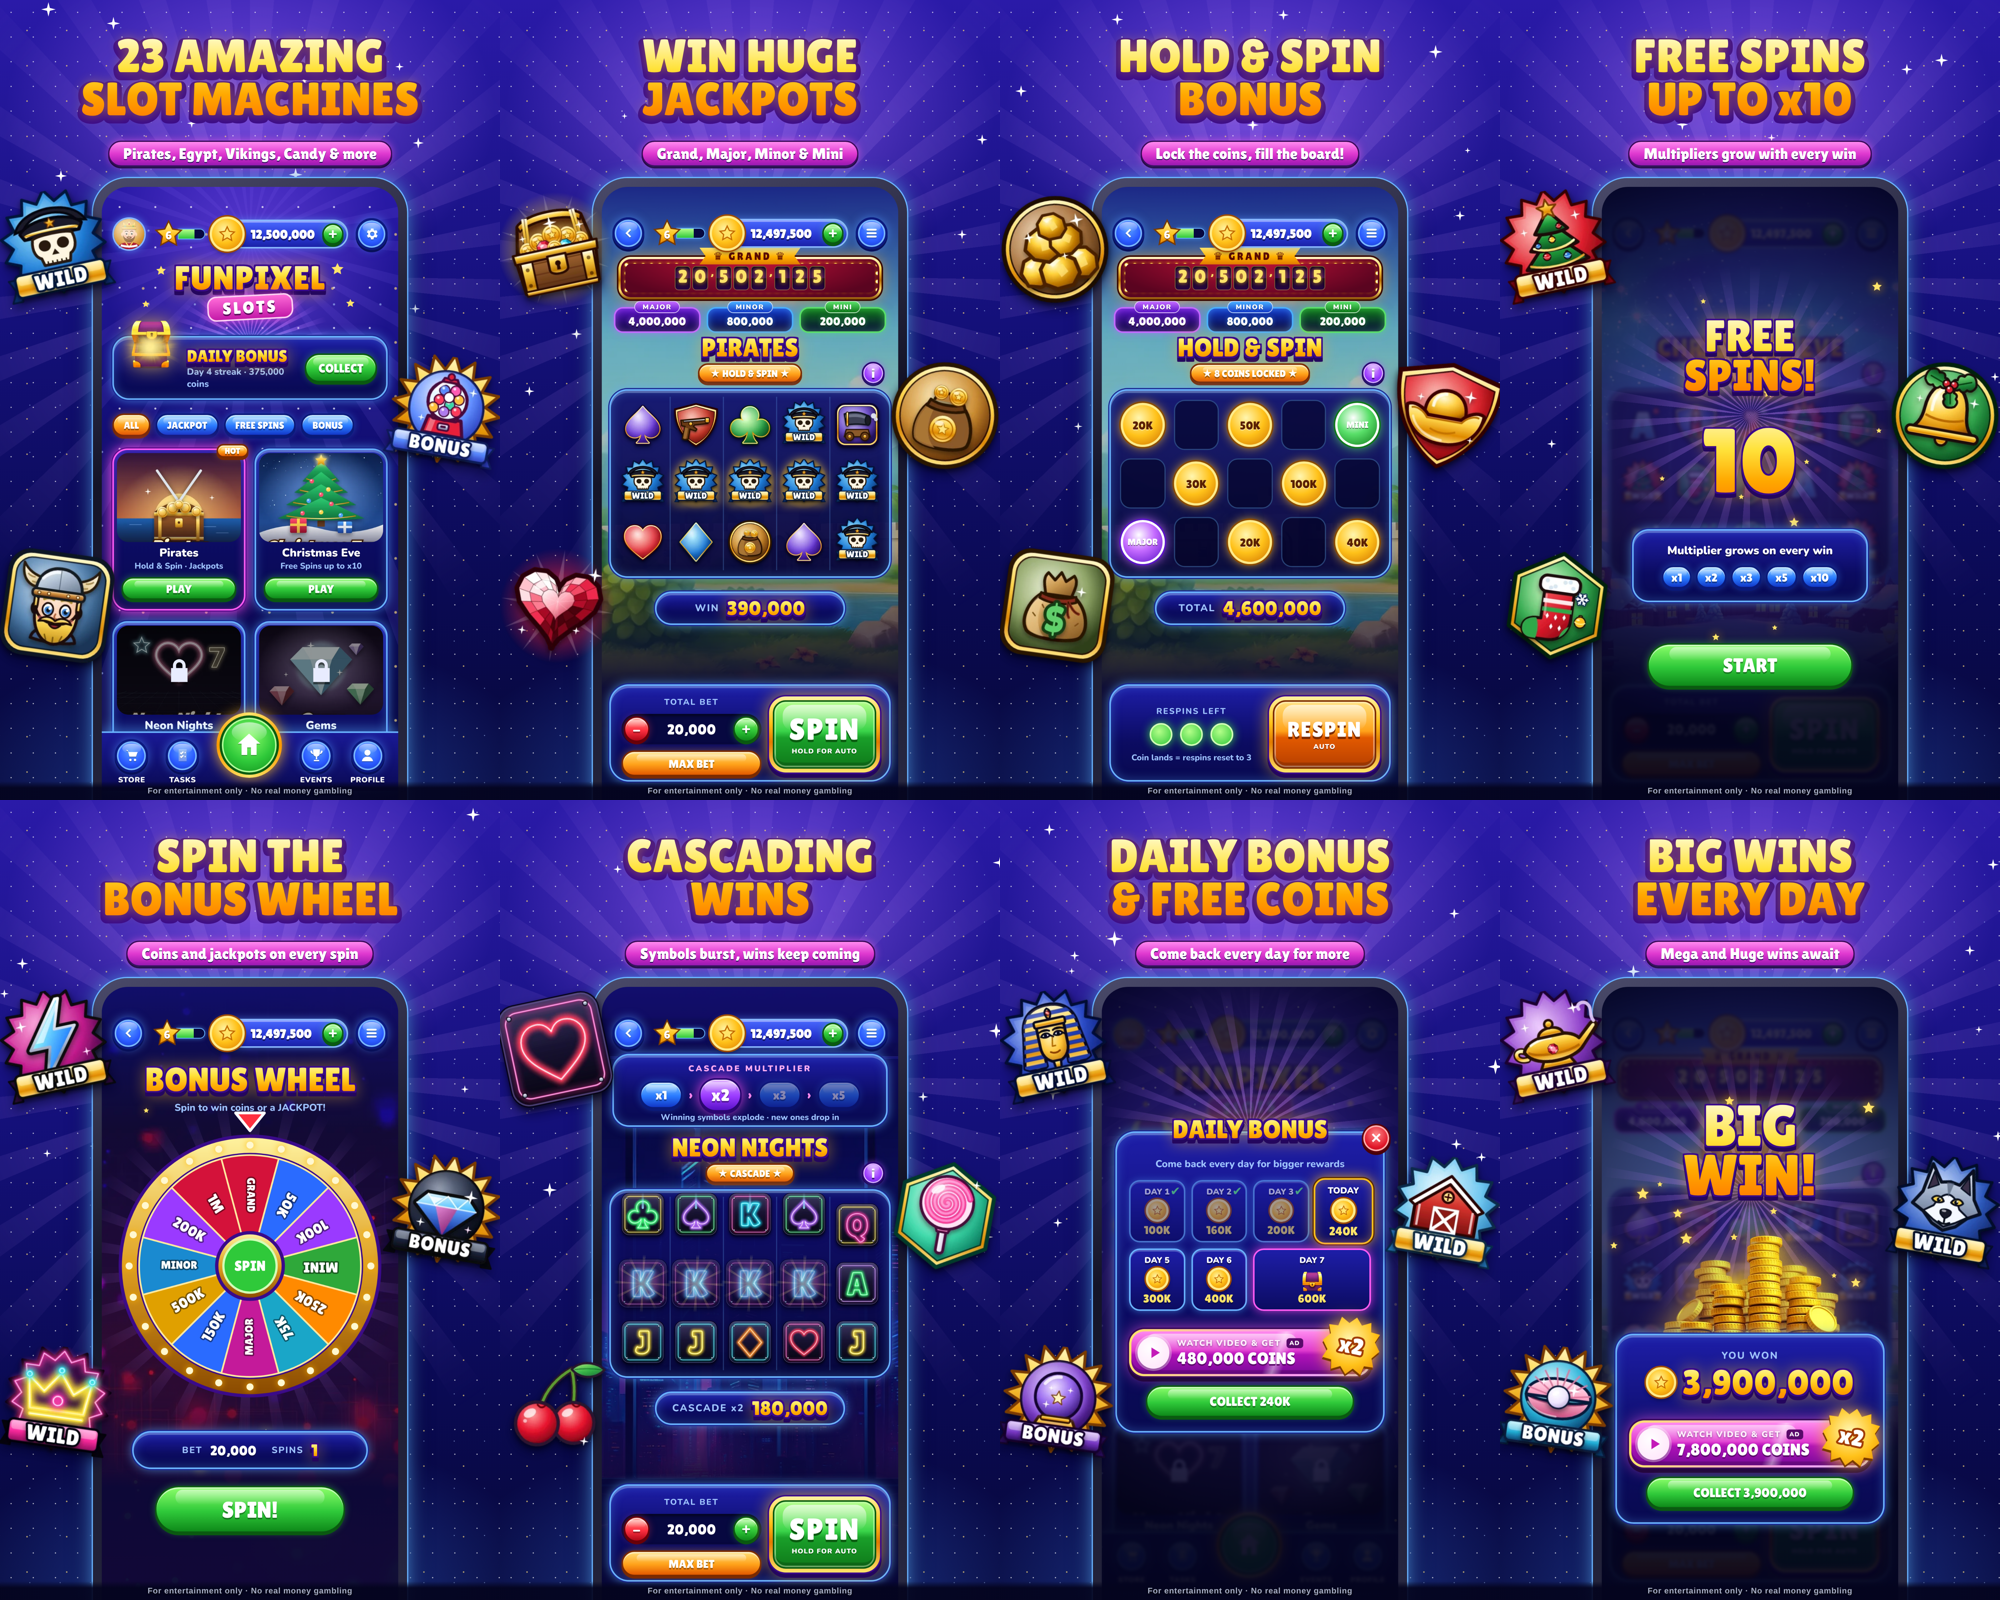 23 AMAZING
SLOT MACHINES
Pirates, Egypt, Vikings, Candy & more
WILD
6
12,500,000
FUNPIXEL
SLOTS
DAILY BONUS
Day 4 streak · 375,000
coins
COLLECT
ALL
JACKPOT
FREE SPINS
BONUS
BONUS
HOT
Pirates
Hold & Spin · Jackpots
PLAY
Christmas Eve
Free Spins up to x10
PLAY
7
Neon Nights
Gems
STORE
TASKS
EVENTS
PROFILE
For entertainment only · No real money gambling
WIN HUGE
JACKPOTS
Grand, Major, Minor & Mini
6
12,497,500
GRAND
20·502·125
MAJOR
4,000,000
MINOR
800,000
MINI
200,000
PIRATES
★ HOLD & SPIN ★
WILD
WILD
WILD
WILD
WILD
WILD
WILD
WIN 390,000
TOTAL BET
20,000
MAX BET
SPIN
HOLD FOR AUTO
For entertainment only · No real money gambling
HOLD & SPIN
BONUS
Lock the coins, fill the board!
6
12,497,500
GRAND
20·502·125
MAJOR
4,000,000
MINOR
800,000
MINI
200,000
HOLD & SPIN
★ 8 COINS LOCKED ★
20K
50K
MINI
30K
100K
MAJOR
20K
40K
TOTAL 4,600,000
RESPINS LEFT
Coin lands = respins reset to 3
RESPIN
AUTO
For entertainment only · No real money gambling
FREE SPINS
UP TO x10
Multipliers grow with every win
WILD
FREE
SPINS!
10
Multiplier grows on every win
x1
x2
x3
x5
x10
START
For entertainment only · No real money gambling
SPIN THE
BONUS WHEEL
Coins and jackpots on every spin
WILD
6
12,497,500
BONUS WHEEL
Spin to win coins or a JACKPOT!
GRAND
50K
100K
MINI
250K
75K
MAJOR
150K
500K
MINOR
200K
1M
SPIN
BONUS
WILD
BET 20,000 SPINS 1
SPIN!
For entertainment only · No real money gambling
CASCADING
WINS
Symbols burst, wins keep coming
6
12,497,500
CASCADE MULTIPLIER
x1
x2
x3
x5
Winning symbols explode · new ones drop in
NEON NIGHTS
★ CASCADE ★
K
Q
K
K
K
K
A
J
J
J
CASCADE x2 180,000
TOTAL BET
20,000
MAX BET
SPIN
HOLD FOR AUTO
For entertainment only · No real money gambling
DAILY BONUS
& FREE COINS
Come back every day for more
WILD
DAILY BONUS
Come back every day for bigger rewards
DAY 1
100K
DAY 2
160K
DAY 3
200K
TODAY
240K
DAY 5
300K
DAY 6
400K
DAY 7
600K
WILD
WATCH VIDEO & GET AD
480,000 COINS
x2
COLLECT 240K
BONUS
For entertainment only · No real money gambling
BIG WINS
EVERY DAY
Mega and Huge wins await
WILD
BIG
WIN!
WILD
YOU WON
3,900,000
WATCH VIDEO & GET AD
7,800,000 COINS
x2
COLLECT 3,900,000
BONUS
For entertainment only · No real money gambling